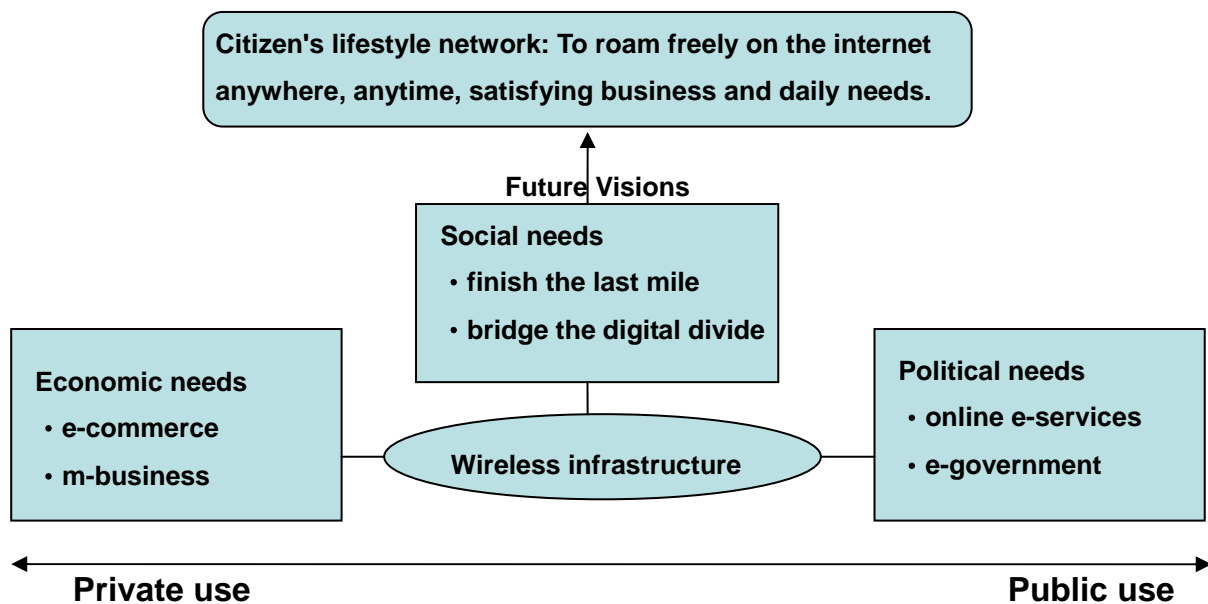 Citizen's lifestyle network: To roam freely on the internet
anywhere, anytime, satisfying business and daily needs.
Future Visions
Social needs
・finish the last mile
・bridge the digital divide
Economic needs
・e-commerce
・m-business
Political needs
・online e-services
・e-government
Wireless infrastructure
Private use
Public use